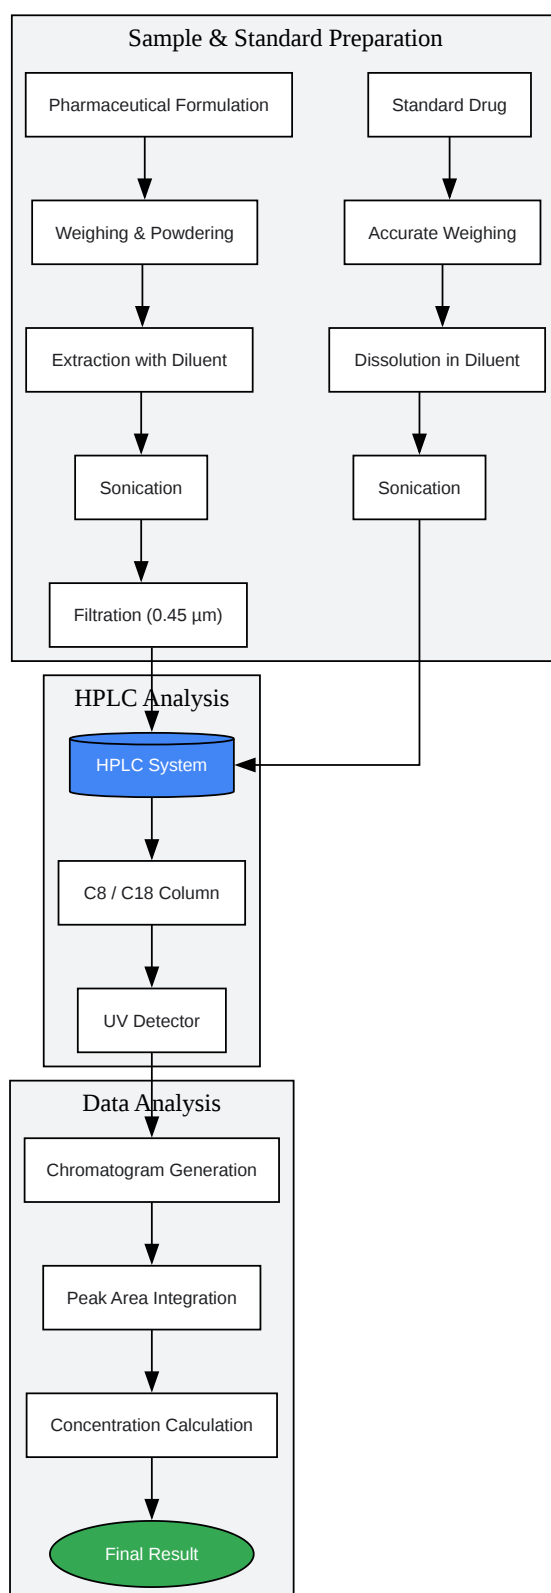 Sample & Standard Preparation
Pharmaceutical Formulation
Standard Drug
Weighing & Powdering
Accurate Weighing
Extraction with Diluent
Dissolution in Diluent
Sonication
Sonication
Filtration (0.45 µm)
HPLC Analysis
HPLC System
C8 / C18 Column
UV Detector
Data Analysis
Chromatogram Generation
Peak Area Integration
Concentration Calculation
Final Result